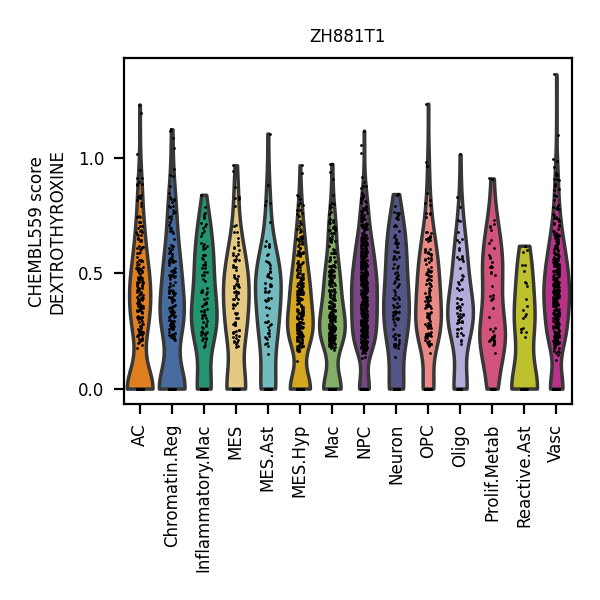 ZH881T1
CHEMBL559 score
DEXTROTHYROXINE
1.0
0.5
0.0
AC
Chromatin.Reg
Inflammatory.Mac
MES
MES.Ast
MES.Hyp
Mac
NPC
Neuron
OPC
Oligo
Prolif.Metab
Reactive.Ast
Vasc